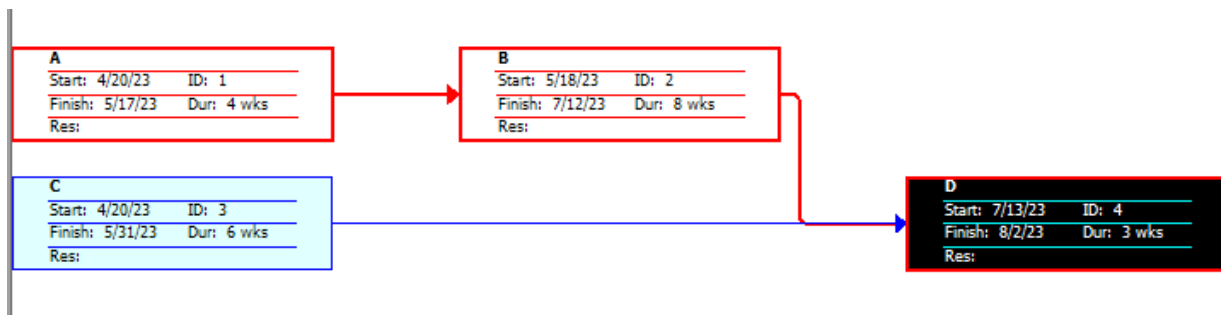 A
Start: 4/20/23 ID: 1
Finish: 5/17/23 Dur: 4 wks
Res:
B
Start: 5/18/23 ID: 2
Finish: 7/12/23 Dur: 8 wks
Res:
C
Start: 4/20/23 ID: 3
Finish: 5/31/23 Dur: 6 wks
Res:
D
Start: 7/13/23 ID: 4
Finish: 8/2/23 Dur: 3 wks
Res: